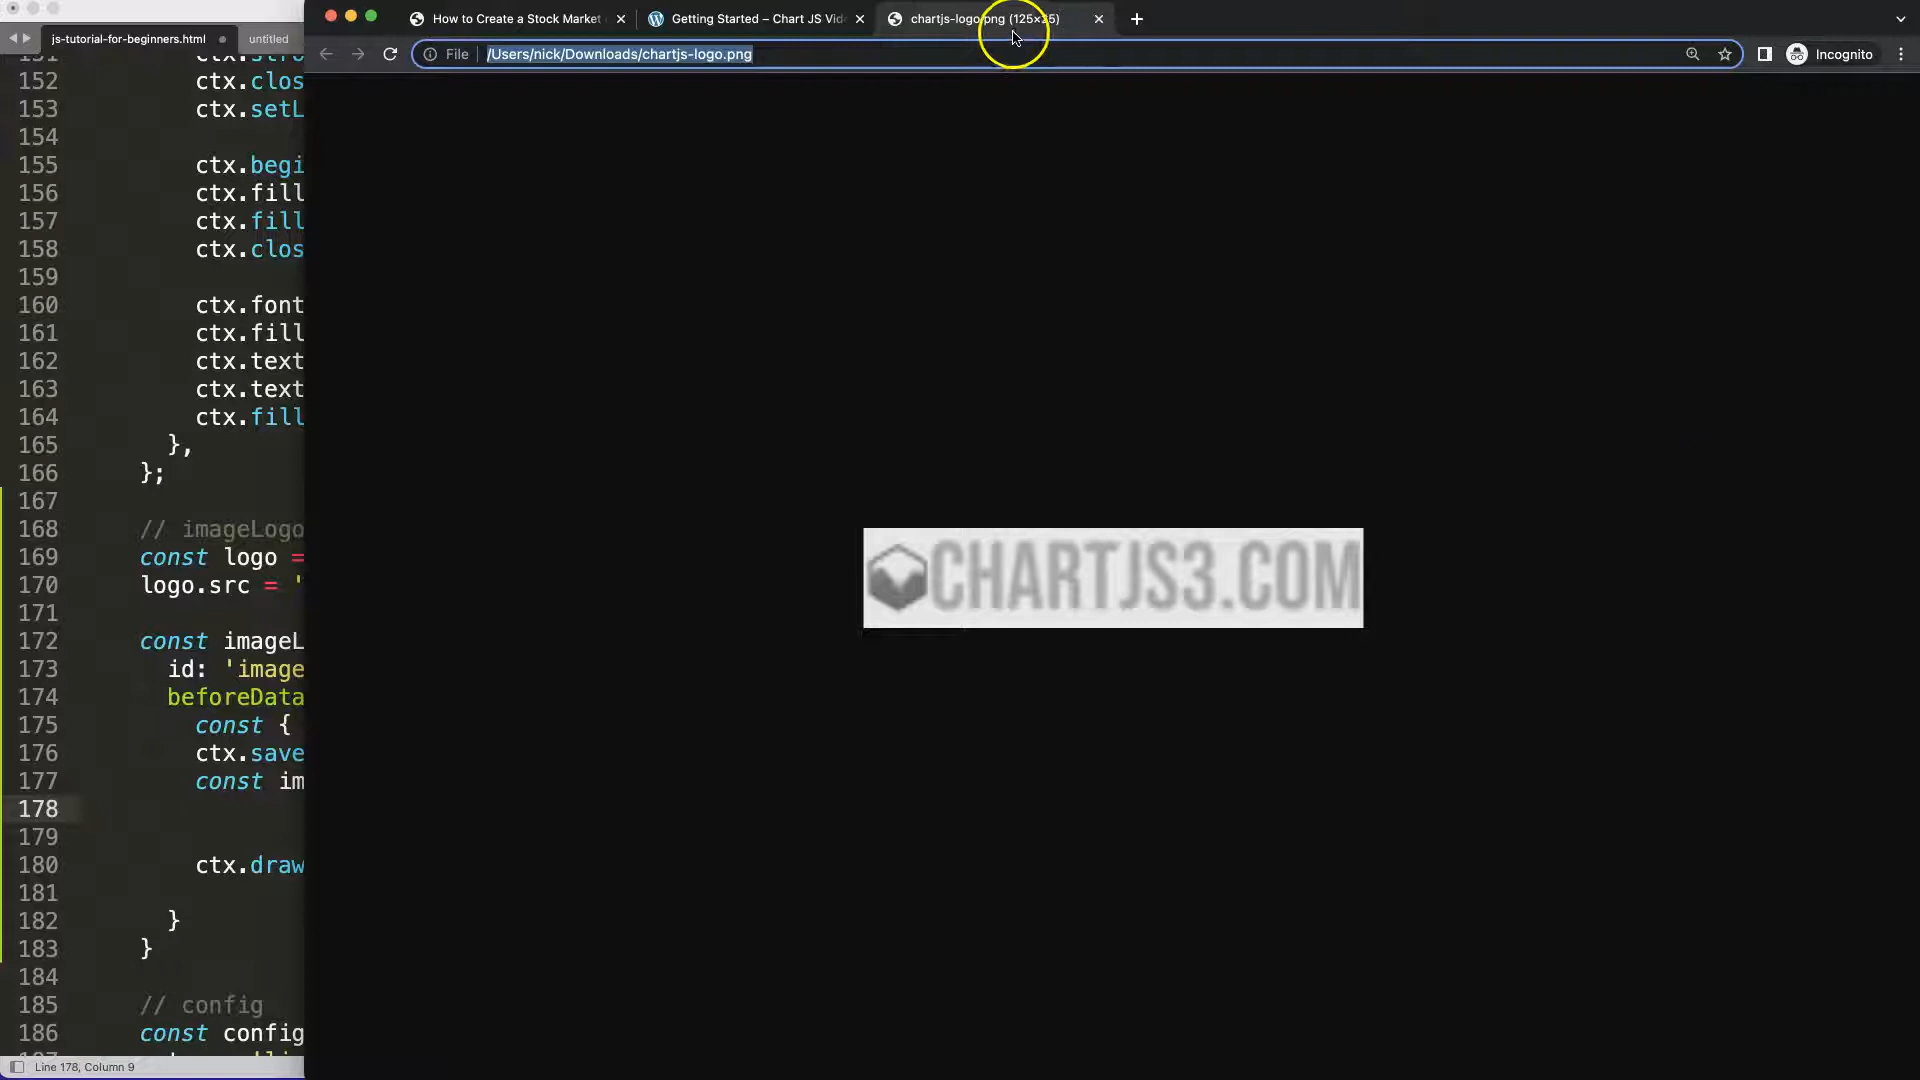 How to Create a Stock Market
Getting Started – Chart JS Vid
chartjs-logo.png (125×
js-tutorial-for-beginners.html
untitled
File
/Users/nick/Downloads/chartjs-logo.png
Incognito
152 ctx.clos
153 ctx.setL
154
155 ctx.begi
156 ctx.fill
157 ctx.fill
158 ctx.clos
159
160 ctx.font
161 ctx.fill
162 ctx.text
163 ctx.text
164 ctx.fill
165 },
166 };
167
168 // imageLogo
169 const logo =
170 logo.src = '
171
172 const imageL
173 id: 'image
174 beforeData
175 const {
176 ctx.save
177 const im
178
179
180 ctx.draw
181
182 }
183 }
184
185 // config
186 const config
CHARTJS3.COM
Line 178, Column 9